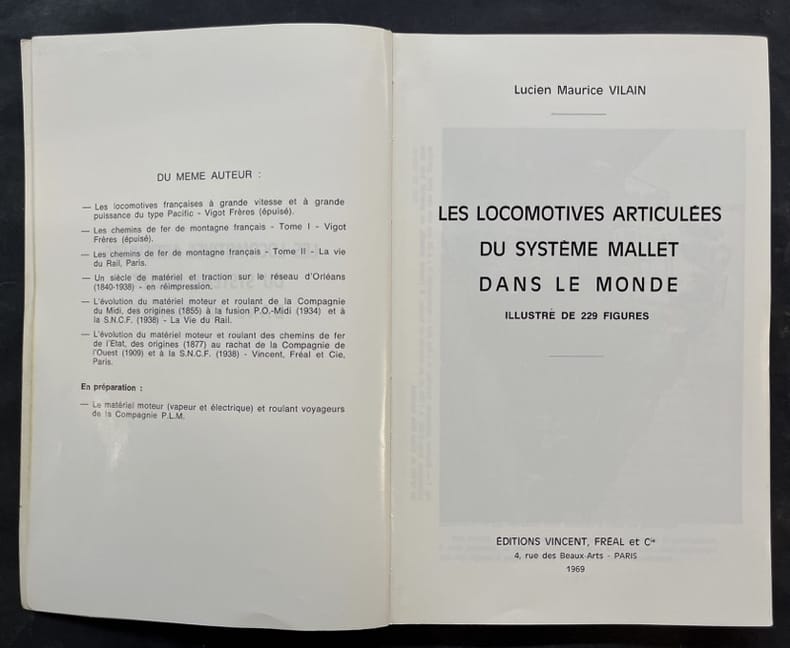 DU MEME AUTEUR :
— Les locomotives françaises à grande vitesse et à grande
puissance du type Pacific - Vigot Frères (épuisé).
— Les chemins de fer de montagne français - Tome I - Vigot
Frères (épuisé).
— Les chemins de fer de montagne français - Tome II - La vie
du Rail, Paris.
— Un siècle de matériel et traction sur le réseau d'Orléans
(1840-1938) - en réimpression.
— L'évolution du matériel moteur et roulant de la Compagnie
du Midi, des origines (1855) à la fusion P.O.-Midi (1934) et à
la S.N.C.F. (1938) - La Vie du Rail.
— L'évolution du matériel moteur et roulant des chemins de fer
de l'Etat, des origines (1877) au rachat de la Compagnie de
l'Ouest (1909) et à la S.N.C.F. (1938) - Vincent, Fréal et Cie,
Paris.
En préparation :
— Le matériel moteur (vapeur et électrique) et roulant voyageurs
de la Compagnie P.L.M.
Lucien Maurice VILAIN
LES LOCOMOTIVES ARTICULÉES
DU SYSTÈME MALLET
DANS LE MONDE
ILLUSTRÉ DE 229 FIGURES
ÉDITIONS VINCENT, FRÉAL et Cie
4, rue des Beaux-Arts - PARIS
1969